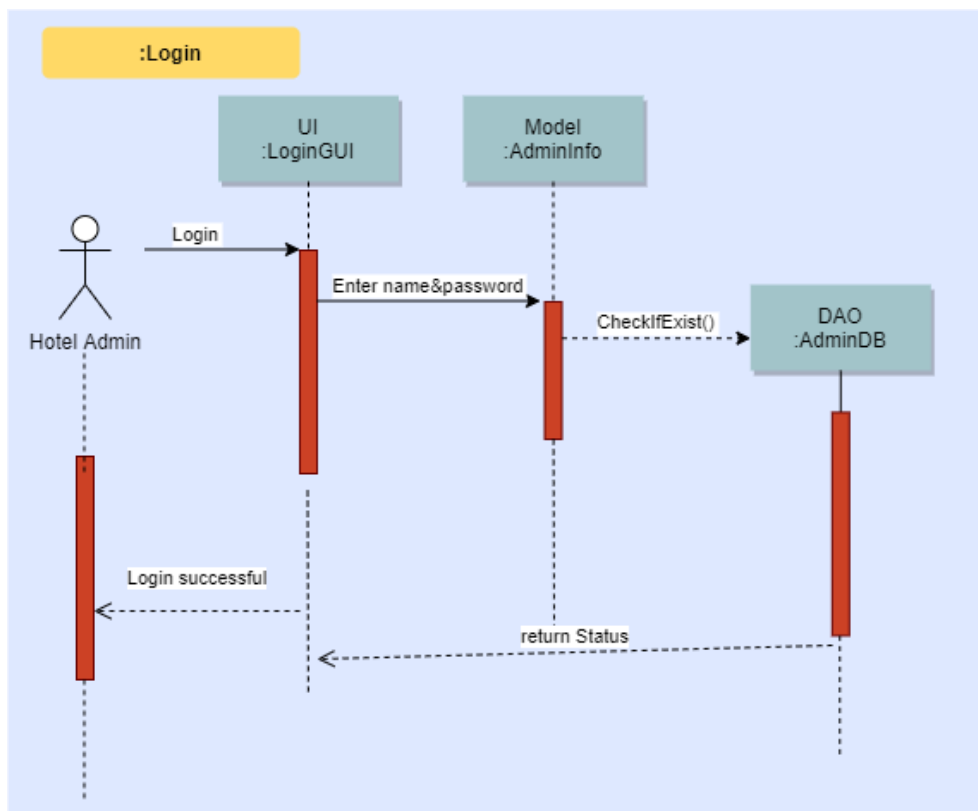 :Login
UI
:LoginGUI
Model
:AdminInfo
Login
Enter name&password
CheckIfExist()
DAO
:AdminDB
Hotel Admin
Login successful
return Status